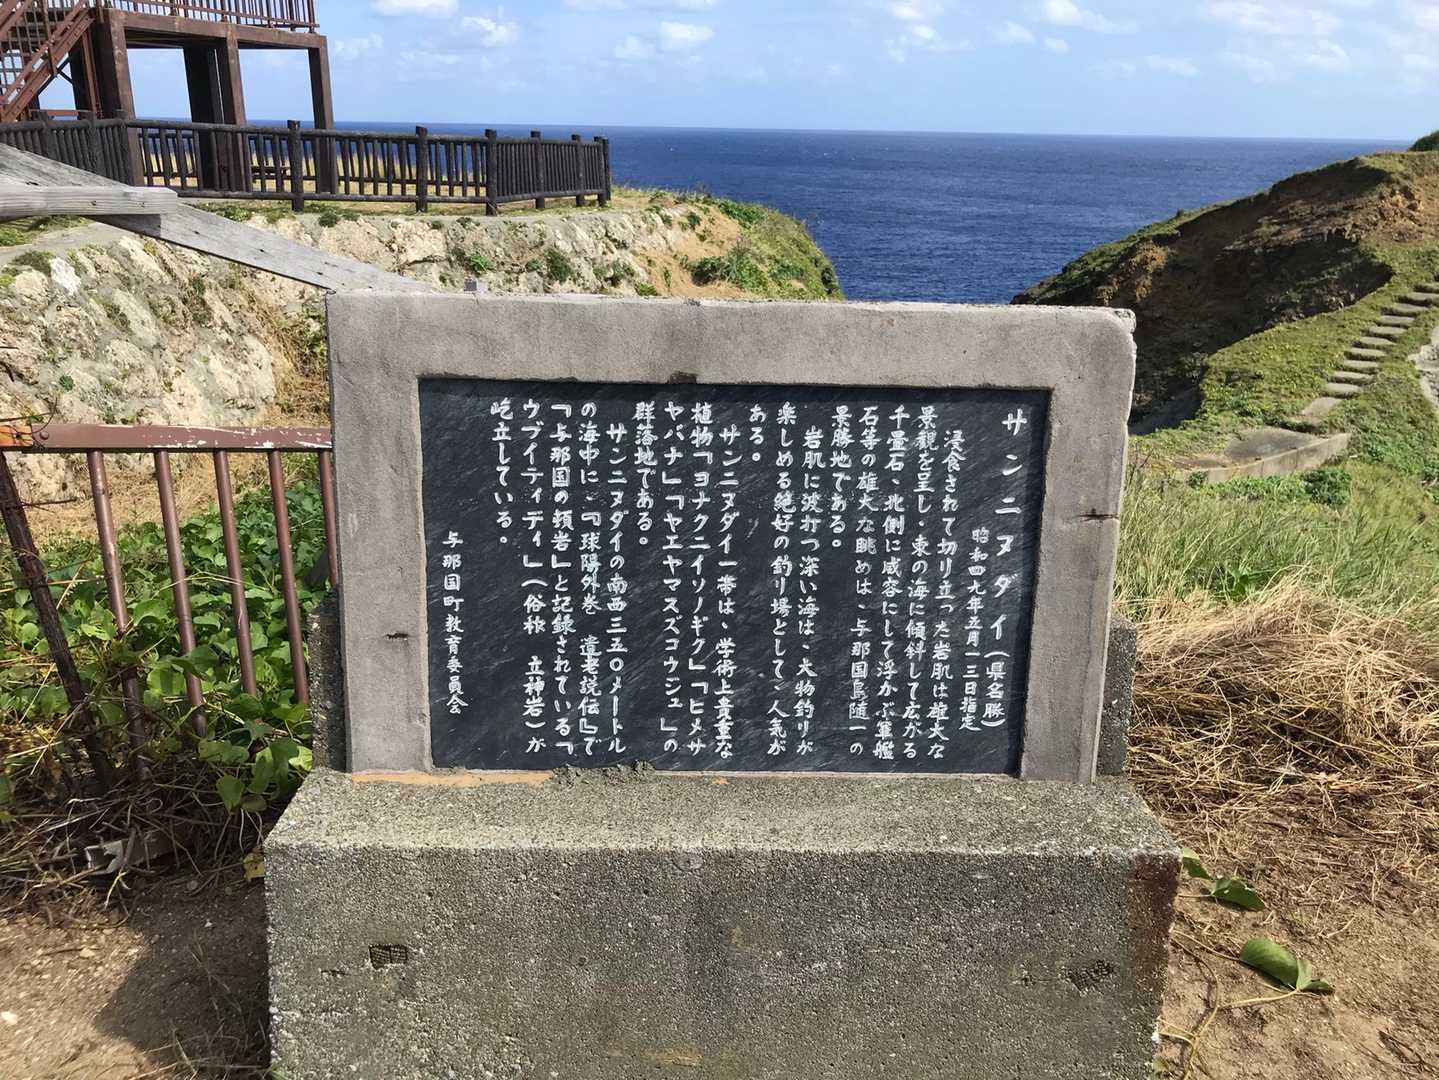 サンニヌダイ(県名勝)
昭和四九年五月一三日指定
浸食されて切り立った岩肌は雄大な
景観を呈し、東の海に傾斜して広がる
千畳石、北側に威容にして浮かぶ軍艦
石等の雄大な眺めは、与那国島随一の
景勝地である。
岩肌に波打つ深い海は、大物釣りが
楽しめる絶好の釣り場として、人気が
ある。
サンニヌダイ一帯は、学術上貴重な
植物「ヨナクニイソノギク」「ヒメサ
ヤバナ」「ヤエヤマスズコウジュ」の
群落地である。
サンニヌダイの南西三五〇メートル
の海中に、『球陽外巻 遺老説伝』で
「与那国の頓岩」と記録されている「
ウブイティディ」(俗称 立神岩)が
屹立している。
与那国町教育委員会